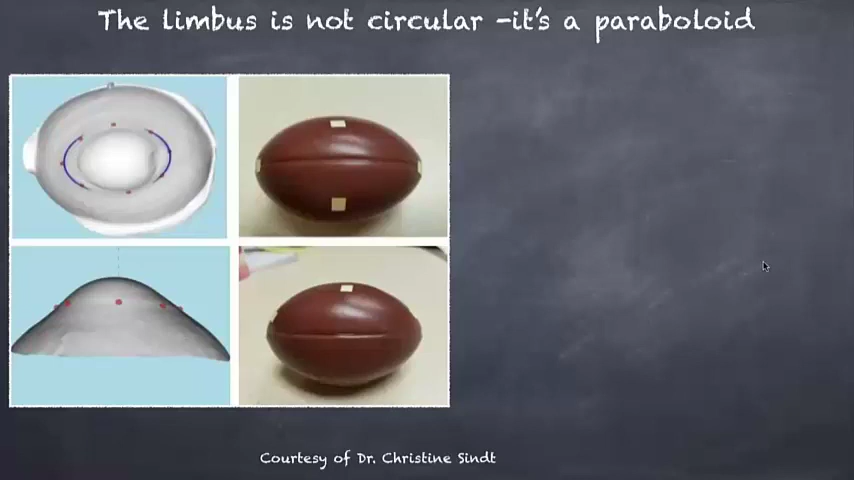 The limbus is not circular -it's a paraboloid
Courtesy of Dr. Christine Sindt